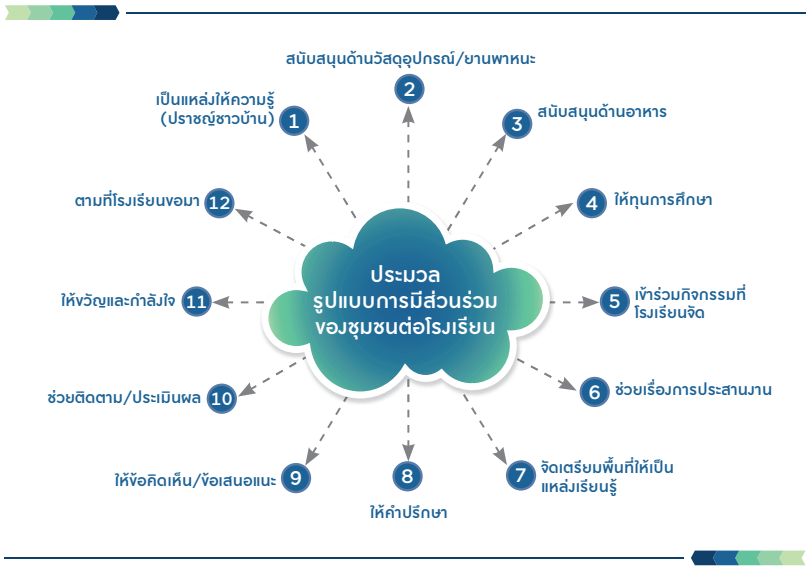 ประมวล
รูปแบบการมีส่วนร่วม
ของชุมชนต่อโรงเรียน
1
เป็นแหล่งให้ความรู้
(ปราชญ์ชาวบ้าน)
2
สนับสนุนด้านวัสดุอุปกรณ์/ยานพาหนะ
3
สนับสนุนด้านอาหาร
4
ให้ทุนการศึกษา
5
เข้าร่วมกิจกรรมที่
โรงเรียนจัด
6
ช่วยเรื่องการประสานงาน
7
จัดเตรียมพื้นที่ให้เป็น
แหล่งเรียนรู้
8
ให้คำปรึกษา
9
ให้ข้อคิดเห็น/ข้อเสนอแนะ
10
ช่วยติดตาม/ประเมินผล
11
ให้ขวัญและกำลังใจ
12
ตามที่โรงเรียนขอมา